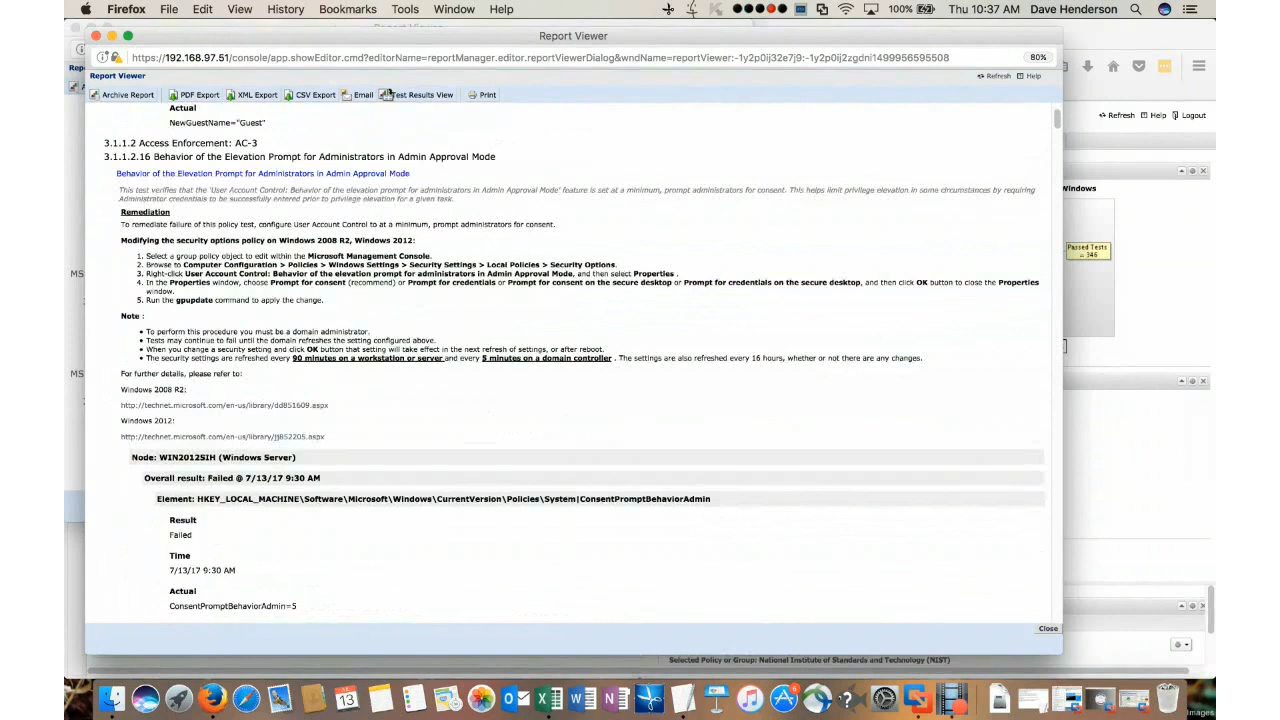 Firefox File Edit View History Bookmarks Tools Window Help
100% Thu 10:37 AM Dave Henderson
Report Viewer
https://192.168.97.51/console/app.showEditor.cmd?editorName=reportManager.editor.reportViewerDialog&wndName=reportViewer:-1y2p0ij32e7j9:-1y2p0ij2zgdni1499956595508
80%
Report Viewer
Refresh Help
Archive Report PDF Export XML Export CSV Export Email Test Results View Print
Actual
NewGuestName="Guest"
3.1.1.2 Access Enforcement: AC-3
3.1.1.2.16 Behavior of the Elevation Prompt for Administrators in Admin Approval Mode
Behavior of the Elevation Prompt for Administrators in Admin Approval Mode
This test verifies that the 'User Account Control: Behavior of the elevation prompt for administrators in Admin Approval Mode' feature is set at a minimum, prompt administrators for consent. This helps limit privilege elevation in some circumstances by requiring
Administrator credentials to be successfully entered prior to privilege elevation for a given task.
Remediation
To remediate failure of this policy test, configure User Account Control to at a minimum, prompt administrators for consent.
Modifying the security options policy on Windows 2008 R2, Windows 2012:
1. Select a group policy object to edit within the Microsoft Management Console.
2. Browse to Computer Configuration > Policies > Windows Settings > Security Settings > Local Policies > Security Options.
3. Right-click User Account Control: Behavior of the elevation prompt for administrators in Admin Approval Mode, and then select Properties .
4. In the Properties window, choose Prompt for consent (recommend) or Prompt for credentials or Prompt for consent on the secure desktop or Prompt for credentials on the secure desktop, and then click OK button to close the Properties
window.
5. Run the gpupdate command to apply the change.
Note :
• To perform this procedure you must be a domain administrator.
• Tests may continue to fail until the domain refreshes the setting configured above.
• When you change a security setting and click OK button that setting will take effect in the next refresh of settings, or after reboot.
• The security settings are refreshed every 90 minutes on a workstation or server and every 5 minutes on a domain controller . The settings are also refreshed every 16 hours, whether or not there are any changes.
For further details, please refer to:
Windows 2008 R2:
http://technet.microsoft.com/en-us/library/dd851609.aspx
Windows 2012:
http://technet.microsoft.com/en-us/library/jj852205.aspx
Node: WIN2012SIH (Windows Server)
Overall result: Failed @ 7/13/17 9:30 AM
Element: HKEY_LOCAL_MACHINE\Software\Microsoft\Windows\CurrentVersion\Policies\System|ConsentPromptBehaviorAdmin
Result
Failed
Time
7/13/17 9:30 AM
Actual
ConsentPromptBehaviorAdmin=5
Close
Refresh Help Logout
Windows
Passed Tests
= 346
Selected Policy or Group: National Institute of Standards and Technology (NIST)